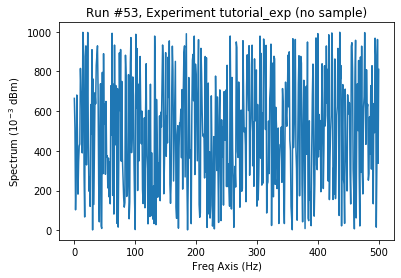 Run #53, Experiment tutorial_exp (no sample)
Spectrum (10⁻³ dBm)
1000
800
600
400
200
0
0 100 200 300 400 500
Freq Axis (Hz)